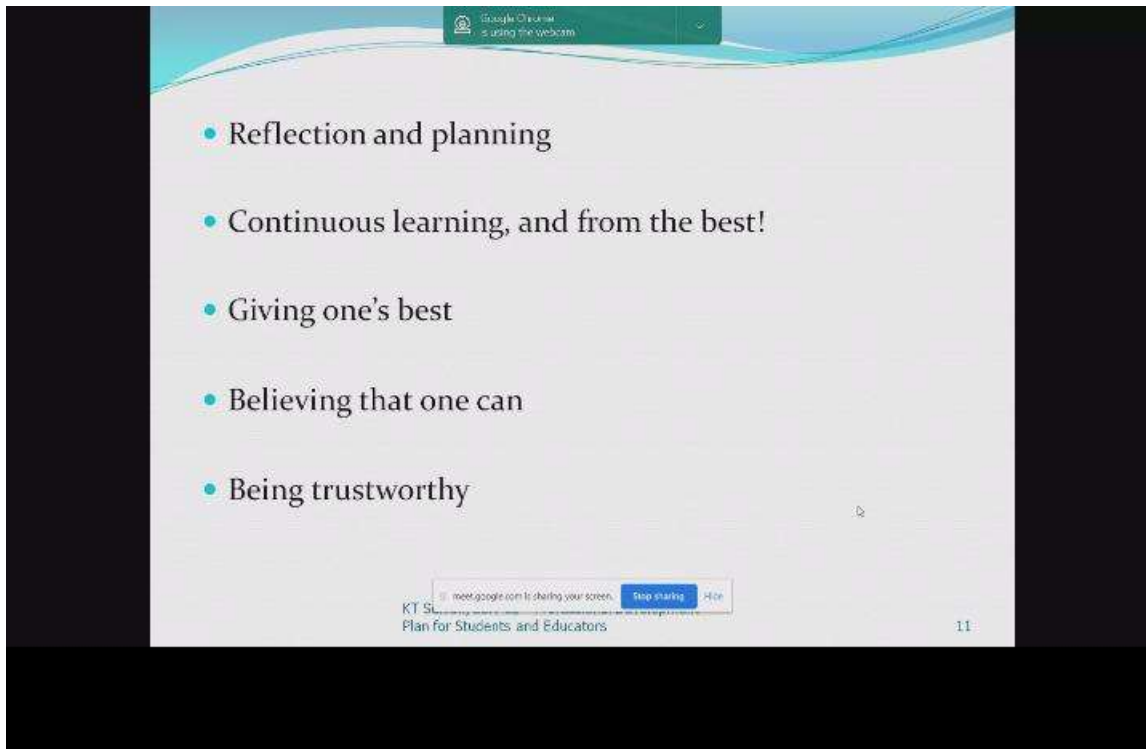 Google Chrome
is using the webcam
Reflection and planning
Continuous learning, and from the best!
Giving one's best
Believing that one can
Being trustworthy
meet.google.com is sharing your screen. Stop sharing Hide
KT
Plan for Students and Educators
11